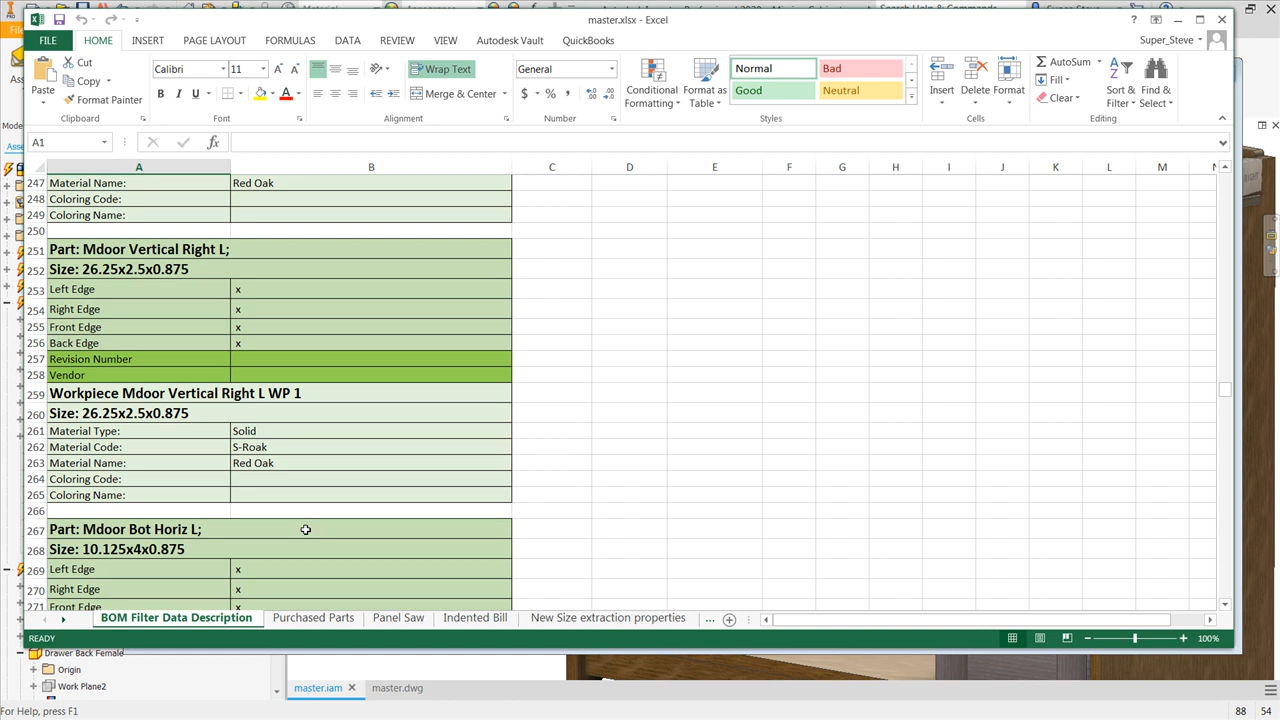 master.xlsx - Excel
FILE HOME INSERT PAGE LAYOUT FORMULAS DATA REVIEW VIEW Autodesk Vault QuickBooks Super_Steve
Paste
Cut
Copy
Format Painter
Clipboard
Calibri 11
B I U
Font
Wrap Text
Merge & Center
Alignment
General
$ % ,
Number
Conditional Formatting
Format as Table
Normal Bad
Good Neutral
Styles
Insert Delete Format
Cells
AutoSum
Fill
Clear
Sort & Filter
Find & Select
Editing
A1
A B C D E F G H I J K L M
247 Material Name: Red Oak
248 Coloring Code:
249 Coloring Name:
250
251 Part: Mdoor Vertical Right L;
252 Size: 26.25x2.5x0.875
253 Left Edge x
254 Right Edge x
255 Front Edge x
256 Back Edge x
257 Revision Number
258 Vendor
259 Workpiece Mdoor Vertical Right L WP 1
260 Size: 26.25x2.5x0.875
261 Material Type: Solid
262 Material Code: S-Roak
263 Material Name: Red Oak
264 Coloring Code:
265 Coloring Name:
266
267 Part: Mdoor Bot Horiz L;
268 Size: 10.125x4x0.875
269 Left Edge x
270 Right Edge x
271 Front Edge x
BOM Filter Data Description Purchased Parts Panel Saw Indented Bill New Size extraction properties ...
READY 100%
Drawer Back Female
Origin
Work Plane2
master.iam master.dwg
For Help, press F1 88 54